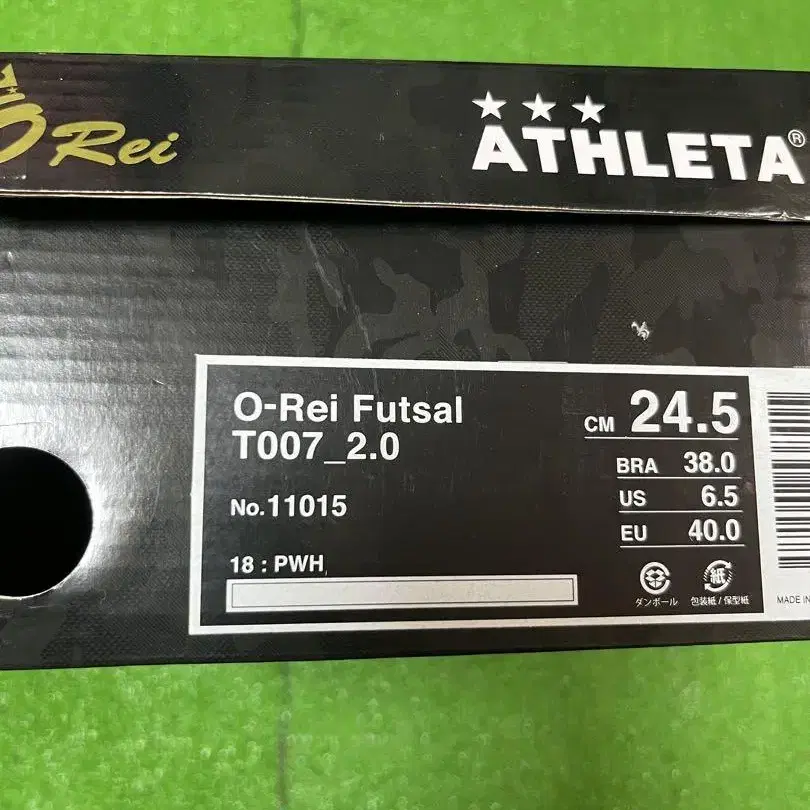 O Rei
ATHLETA®
O-Rei Futsal
T007_2.0
No.11015
18 : PWH
CM 24.5
BRA 38.0
US 6.5
EU 40.0
紙
ダンボール 包装紙 / 保型紙
MADE IN